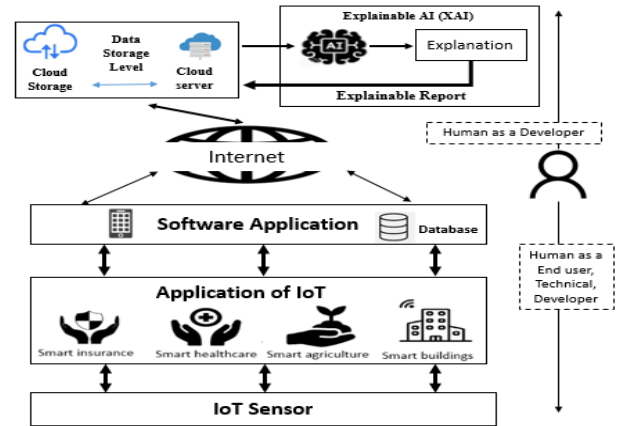 Explainable AI (XAI)
Data
Storage
Level
Cloud
Storage
Cloud
server
AI
Explanation
Explainable Report
Human as a Developer
Internet
Software Application
Database
Human as a
End user,
Technical,
Developer
Application of IoT
Smart insurance
Smart healthcare
Smart agriculture
Smart buildings
IoT Sensor